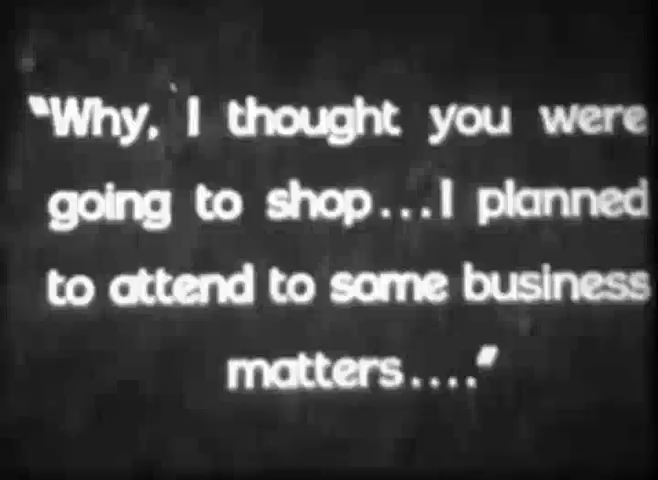 "Why, I thought you were
going to shop...I planned
to attend to some business
matters...."